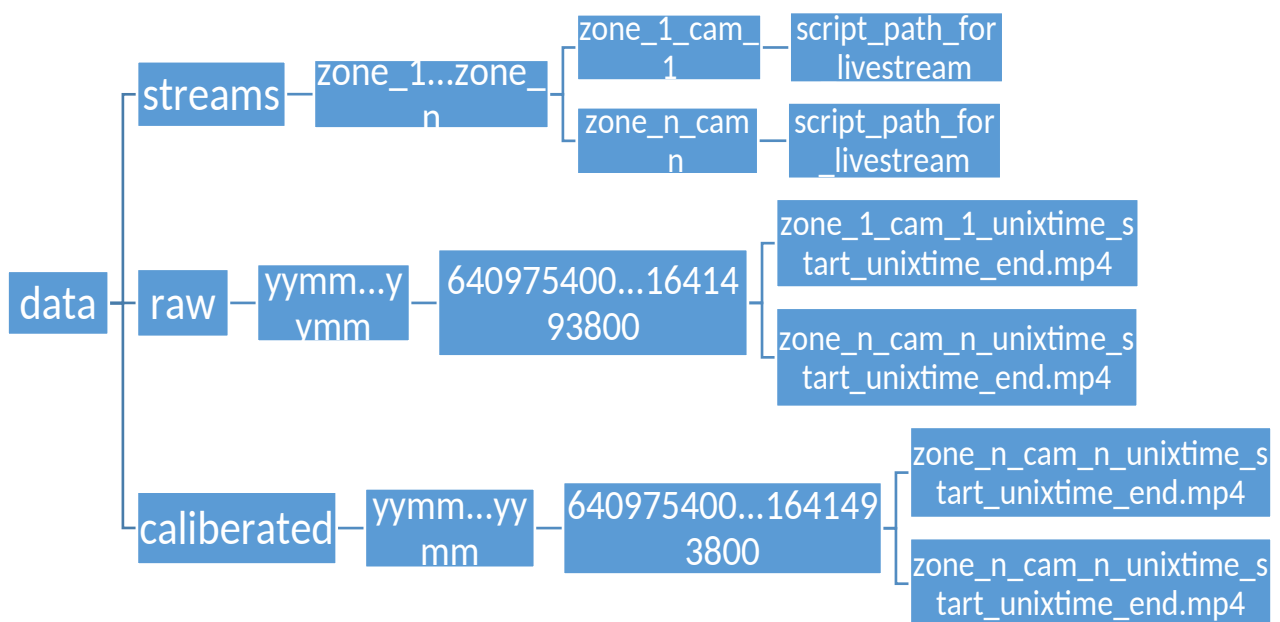 data
streams
zone_1...zone_
n
zone_1_cam_
1
script_path_for
livestream
zone_n_cam
n
script_path_for
_livestream
raw
yymm...y
ymm
640975400...16414
93800
zone_1_cam_1_unixtime_s
tart_unixtime_end.mp4
zone_n_cam_n_unixtime_s
tart_unixtime_end.mp4
caliberated
yymm...yy
mm
640975400...164149
3800
zone_n_cam_n_unixtime_s
tart_unixtime_end.mp4
zone_n_cam_n_unixtime_s
tart_unixtime_end.mp4